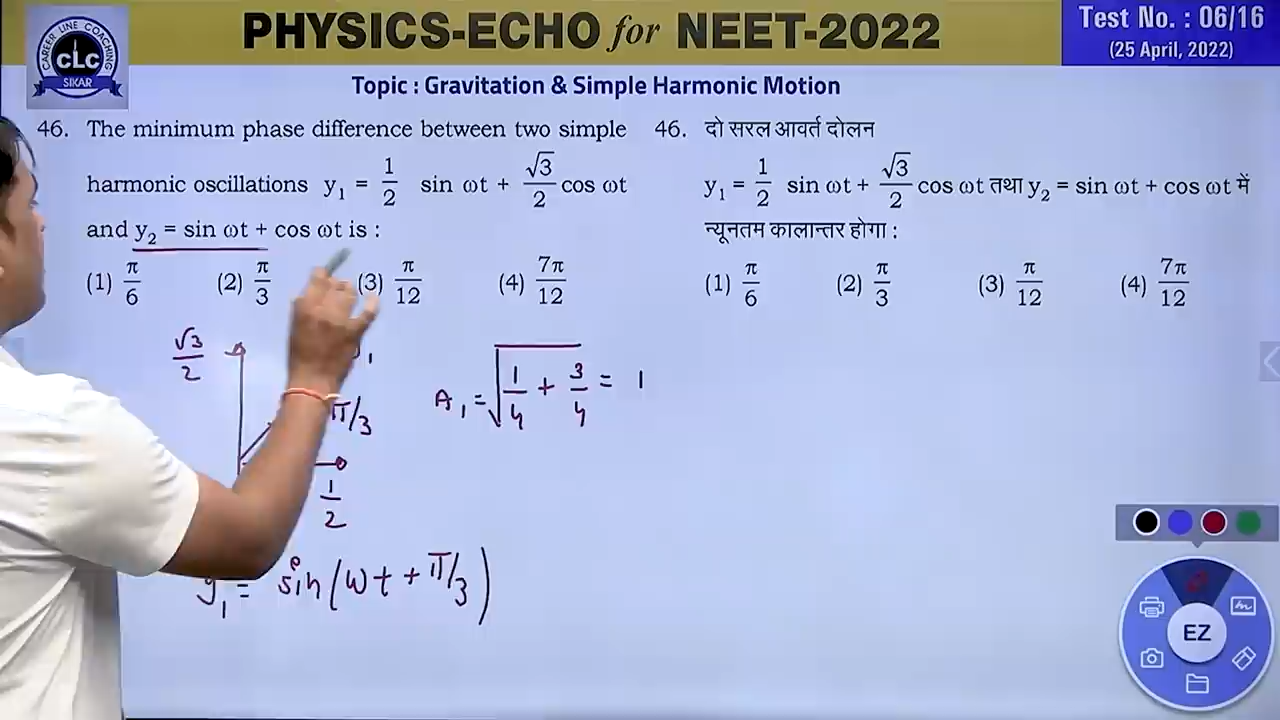 CAREER LINE COACHING
CLC
SIKAR
PHYSICS-ECHO for NEET-2022
Test No. : 06/16
(25 April, 2022)
Topic : Gravitation & Simple Harmonic Motion
46. The minimum phase difference between two simple
harmonic oscillations y₁ = 1/2 sin ωt + √3/2 cos ωt
and y₂ = sin ωt + cos ωt is :
(1) π/6 (2) π/3 (3) π/12 (4) 7π/12
46. दो सरल आवर्त दोलन
y₁ = 1/2 sin ωt + √3/2 cos ωt तथा y₂ = sin ωt + cos ωt में
न्यूनतम कालान्तर होगा :
(1) π/6 (2) π/3 (3) π/12 (4) 7π/12
√3/2
π/3
1/2
A₁ = √(1/4 + 3/4) = 1
y₁ = sin(ωt + π/3)
EZ